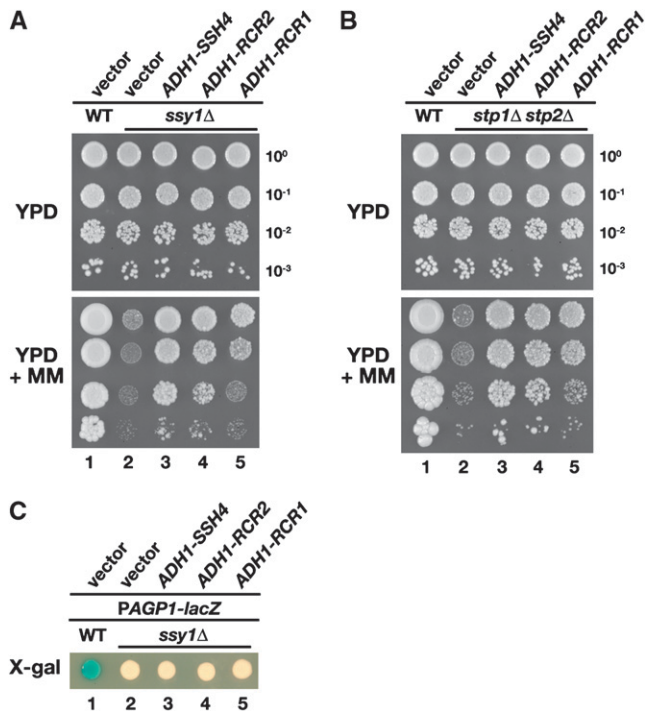 A
vector
vector
ADH1-SSH4
ADH1-RCR2
ADH1-RCR1
WT
ssy1Δ
YPD
10⁰
10⁻¹
10⁻²
10⁻³
YPD
+ MM
1 2 3 4 5
B
vector
vector
ADH1-SSH4
ADH1-RCR2
ADH1-RCR1
WT
stp1Δ stp2Δ
YPD
10⁰
10⁻¹
10⁻²
10⁻³
YPD
+ MM
1 2 3 4 5
C
vector
vector
ADH1-SSH4
ADH1-RCR2
ADH1-RCR1
PAGP1-lacZ
WT
ssy1Δ
X-gal
1 2 3 4 5